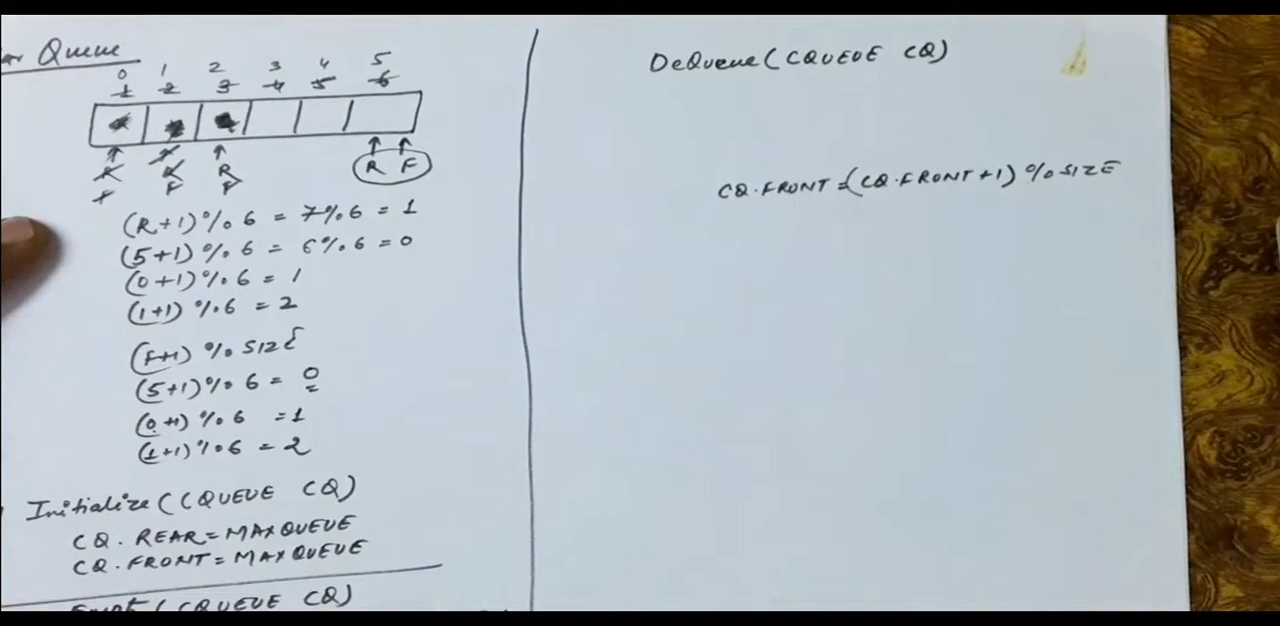 Queue
0 1 2 3 4 5
1 2 3 4 5 6
R R R R F
F F F
(R+1)%6 = 7%6 = 1
(5+1)%6 = 6%6 = 0
(0+1)%6 = 1
(1+1)%6 = 2
(F+1)%SIZE
(5+1)%6 = 0
(0+1)%6 = 1
(1+1)%6 = 2
Initialize(CQUEUE CQ)
CQ.REAR=MAXQUEUE
CQ.FRONT=MAXQUEUE
(CQUEUE CQ)
DeQueue(CQUEUE CQ)
CQ.FRONT=(CQ.FRONT+1)%SIZE